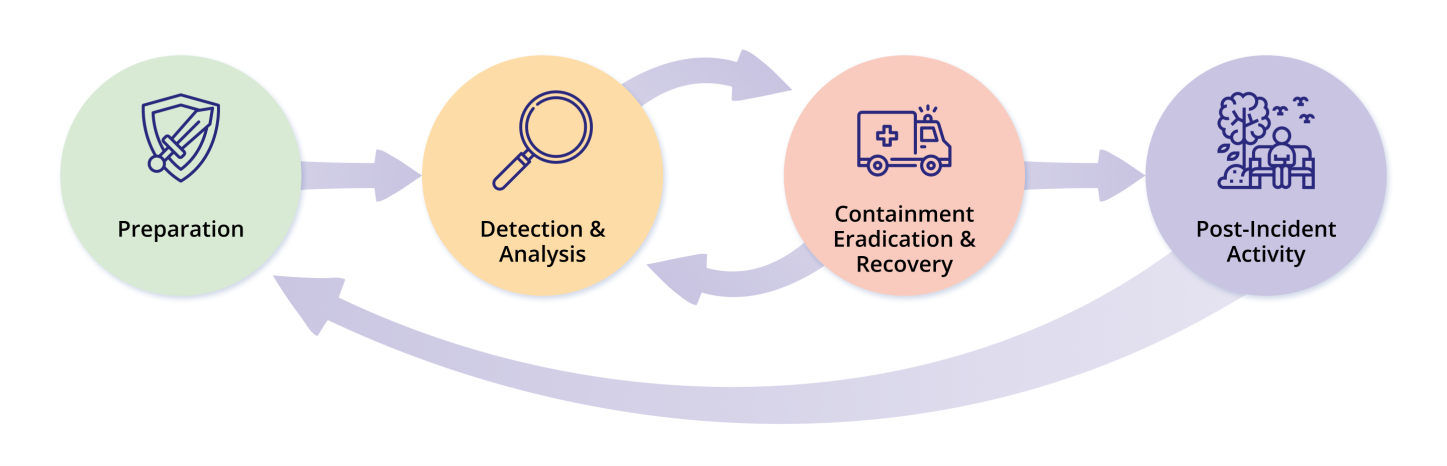 Preparation
Detection &
Analysis
Containment
Eradication &
Recovery
Post-Incident
Activity